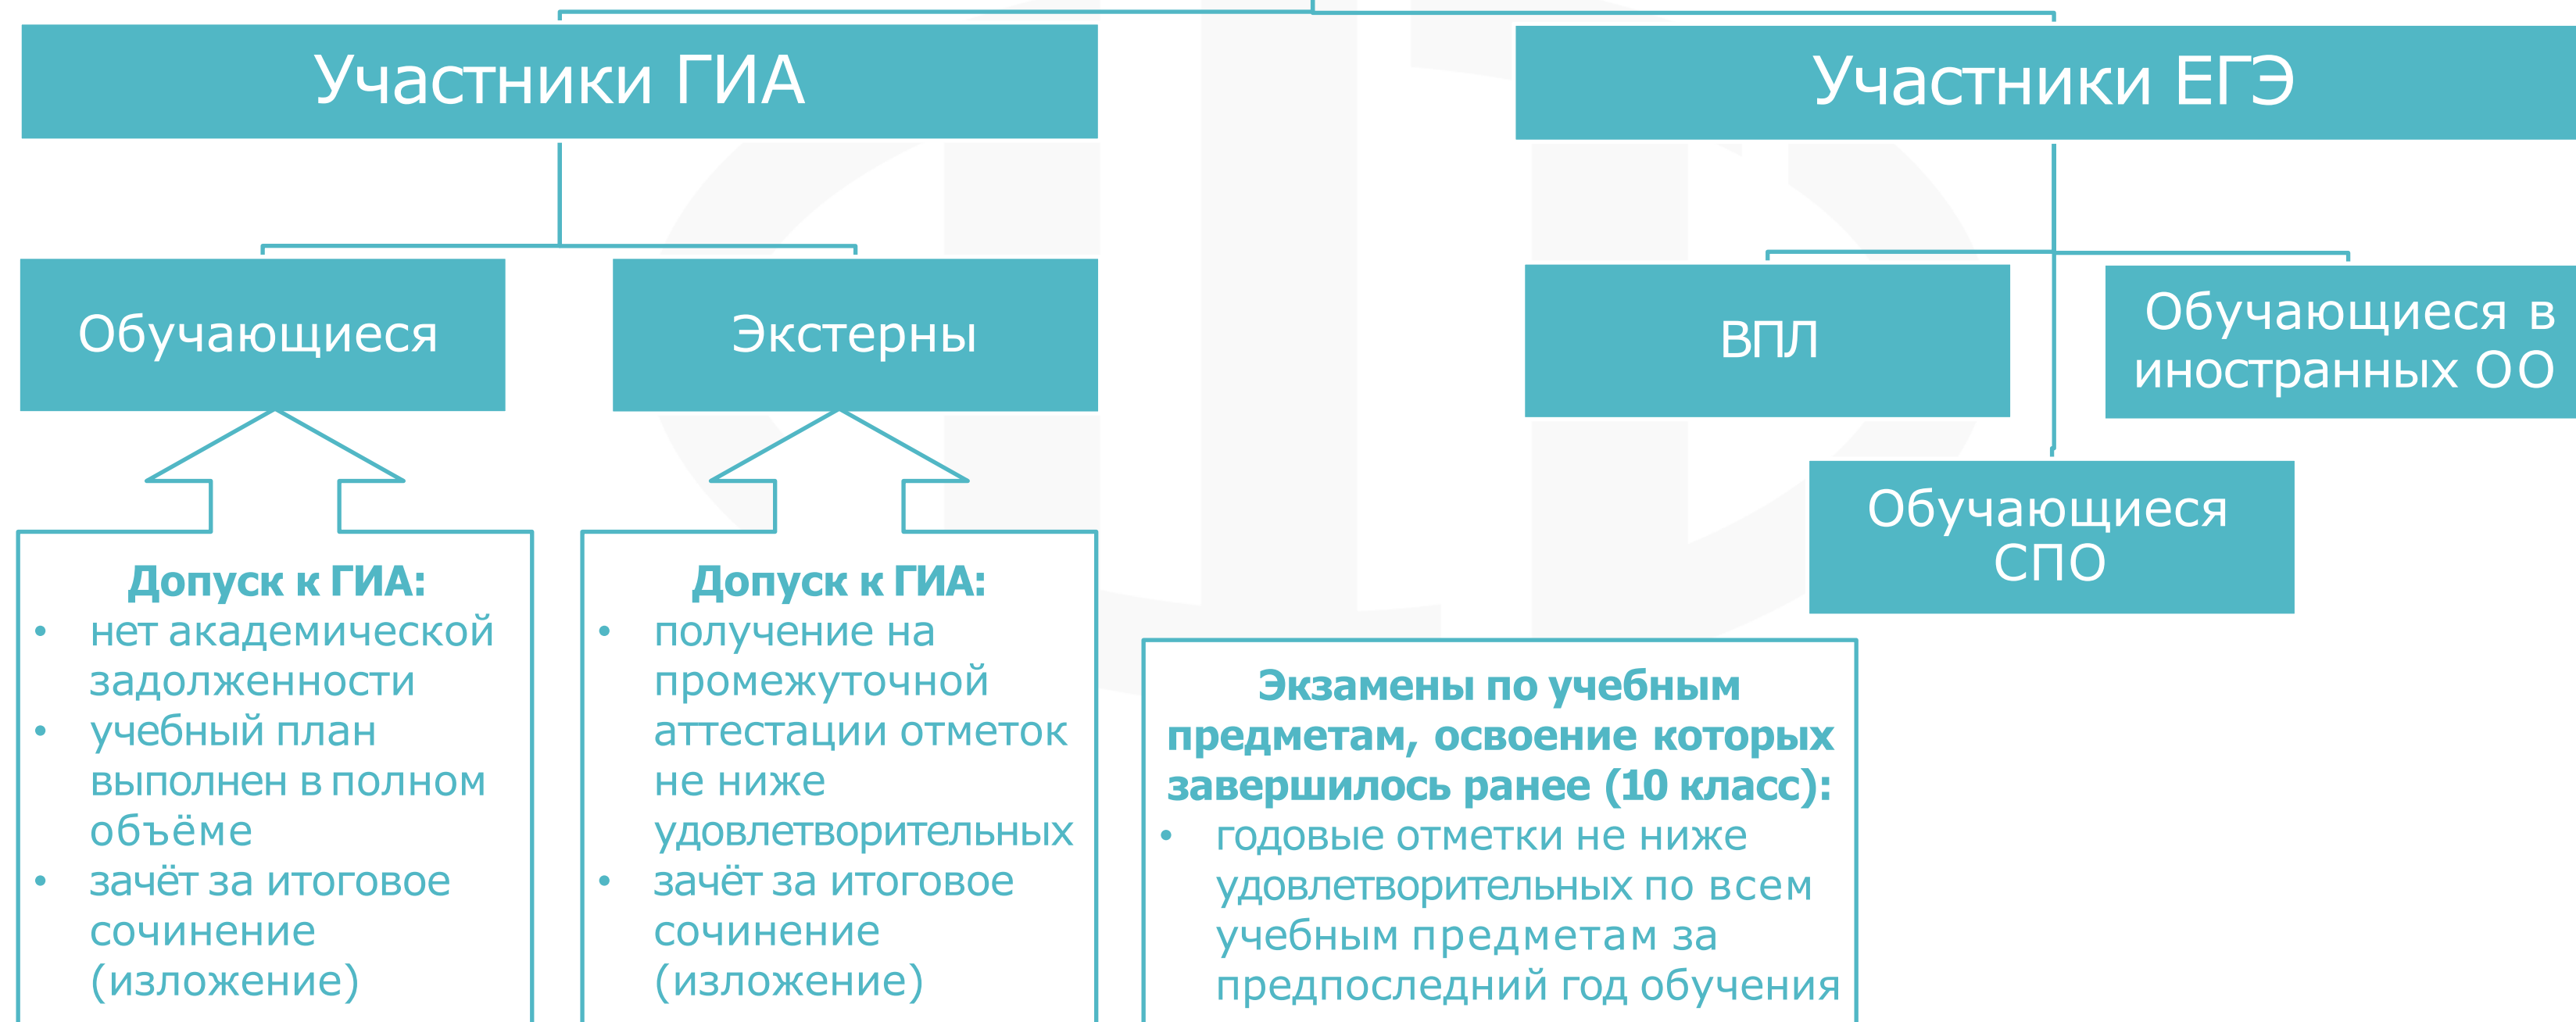 Участники ГИА
Участники ЕГЭ
Обучающиеся
Экстерны
ВПЛ
Обучающиеся в
иностранных ОО
Обучающиеся
СПО
Допуск к ГИА:
• нет академической
задолженности
• учебный план
выполнен в полном
объёме
• зачёт за итоговое
сочинение
(изложение)
Допуск к ГИА:
• получение на
промежуточной
аттестации отметок
не ниже
удовлетворительных
• зачёт за итоговое
сочинение
(изложение)
Экзамены по учебным
предметам, освоение которых
завершилось ранее (10 класс):
• годовые отметки не ниже
удовлетворительных по всем
учебным предметам за
предпоследний год обучения